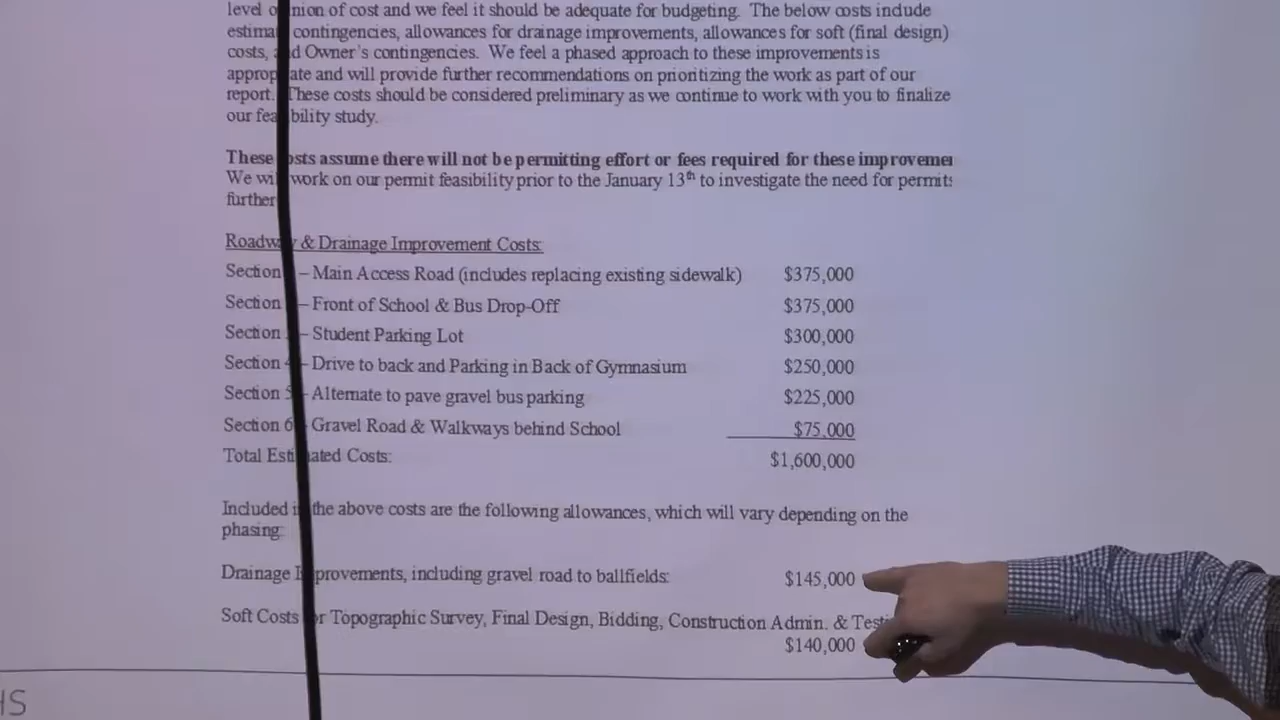 level o nion of cost and we feel it should be adequate for budgeting. The below costs include
estima contingencies, allowances for drainage improvements, allowances for soft (final design)
costs, d Owner's contingencies. We feel a phased approach to these improvements is
approp ate and will provide further recommendations on prioritizing the work as part of our
report. These costs should be considered preliminary as we continue to work with you to finalize
our fea bility study.
These osts assume there will not be permitting effort or fees required for these improvemen
We wil work on our permit feasibility prior to the January 13th to investigate the need for permits
further
Roadw & Drainage Improvement Costs:
Section – Main Access Road (includes replacing existing sidewalk) $375,000
Section – Front of School & Bus Drop-Off $375,000
Section – Student Parking Lot $300,000
Section 4 – Drive to back and Parking in Back of Gymnasium $250,000
Section 5 – Alternate to pave gravel bus parking $225,000
Section 6 – Gravel Road & Walkways behind School $75,000
Total Esti ated Costs: $1,600,000
Included i the above costs are the following allowances, which will vary depending on the
phasing:
Drainage I provements, including gravel road to ballfields: $145,000
Soft Costs or Topographic Survey, Final Design, Bidding, Construction Admin. & Testi
$140,000
HS